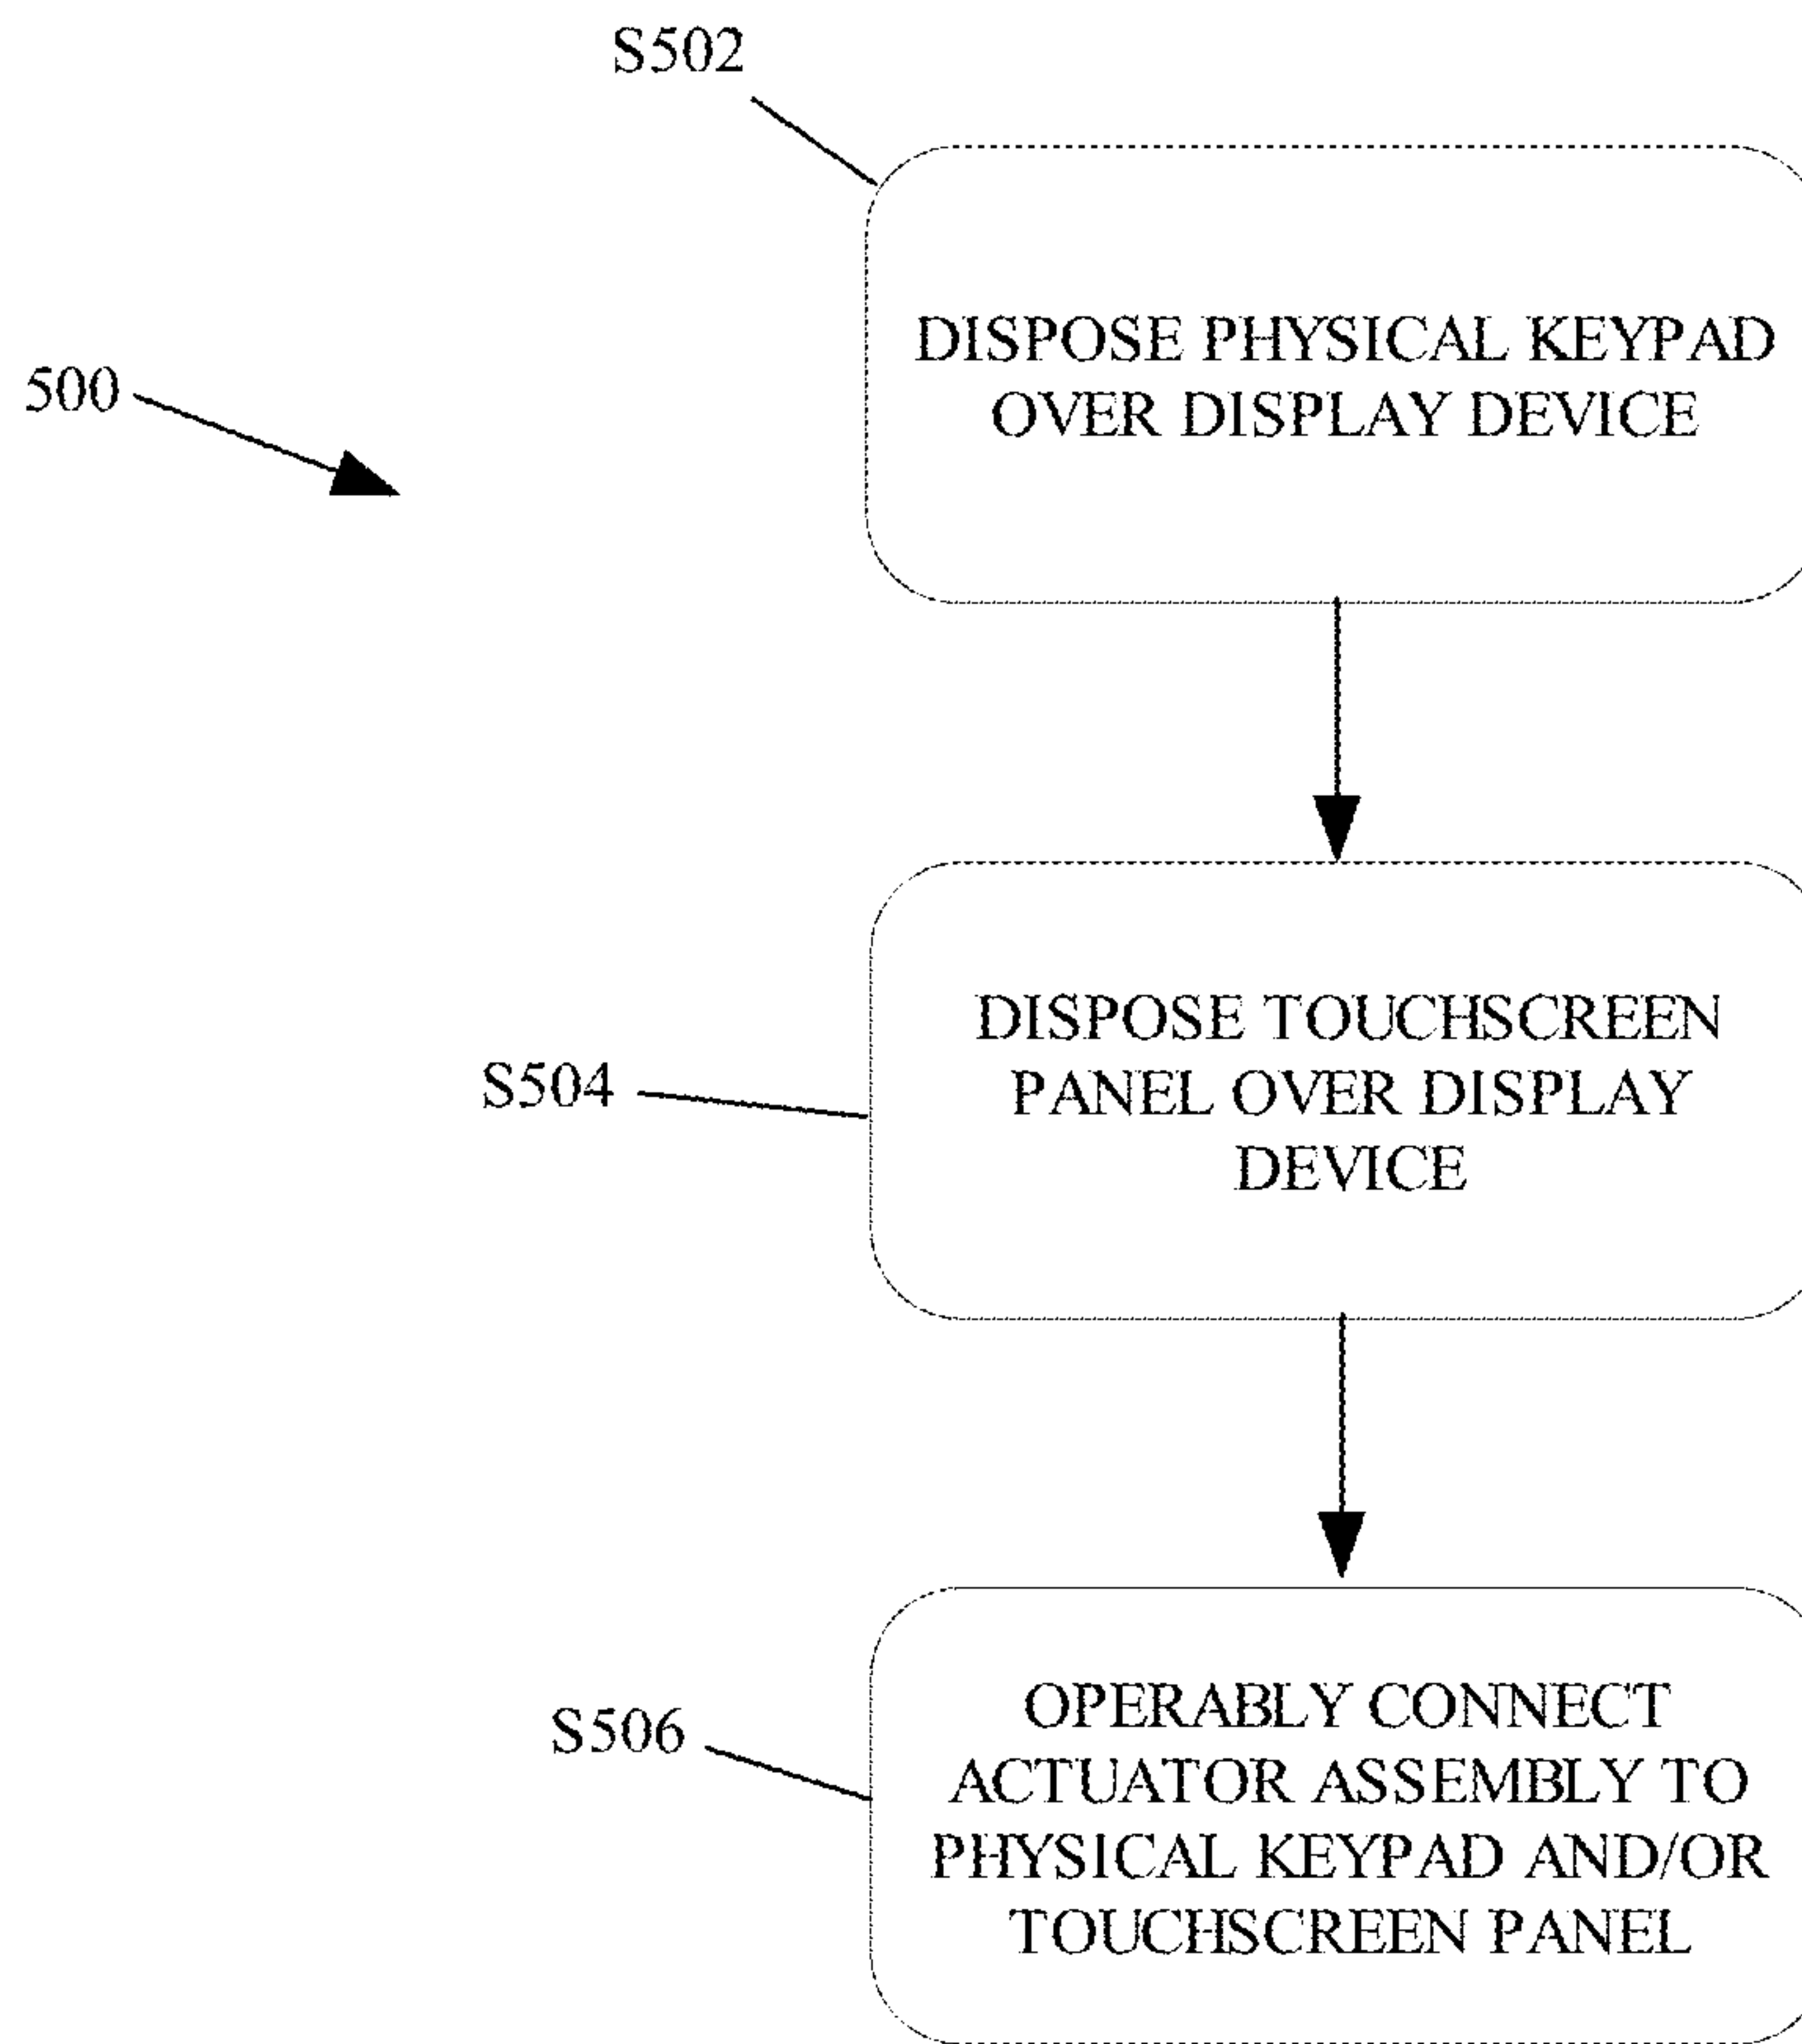 S502
DISPOSE PHYSICAL KEYPAD
OVER DISPLAY DEVICE
500
DISPOSE TOUCHSCREEN
PANEL OVER DISPLAY
DEVICE
S504
OPERABLY CONNECT
ACTUATOR ASSEMBLY TO
PHYSICAL KEYPAD AND/OR
TOUCHSCREEN PANEL
S506